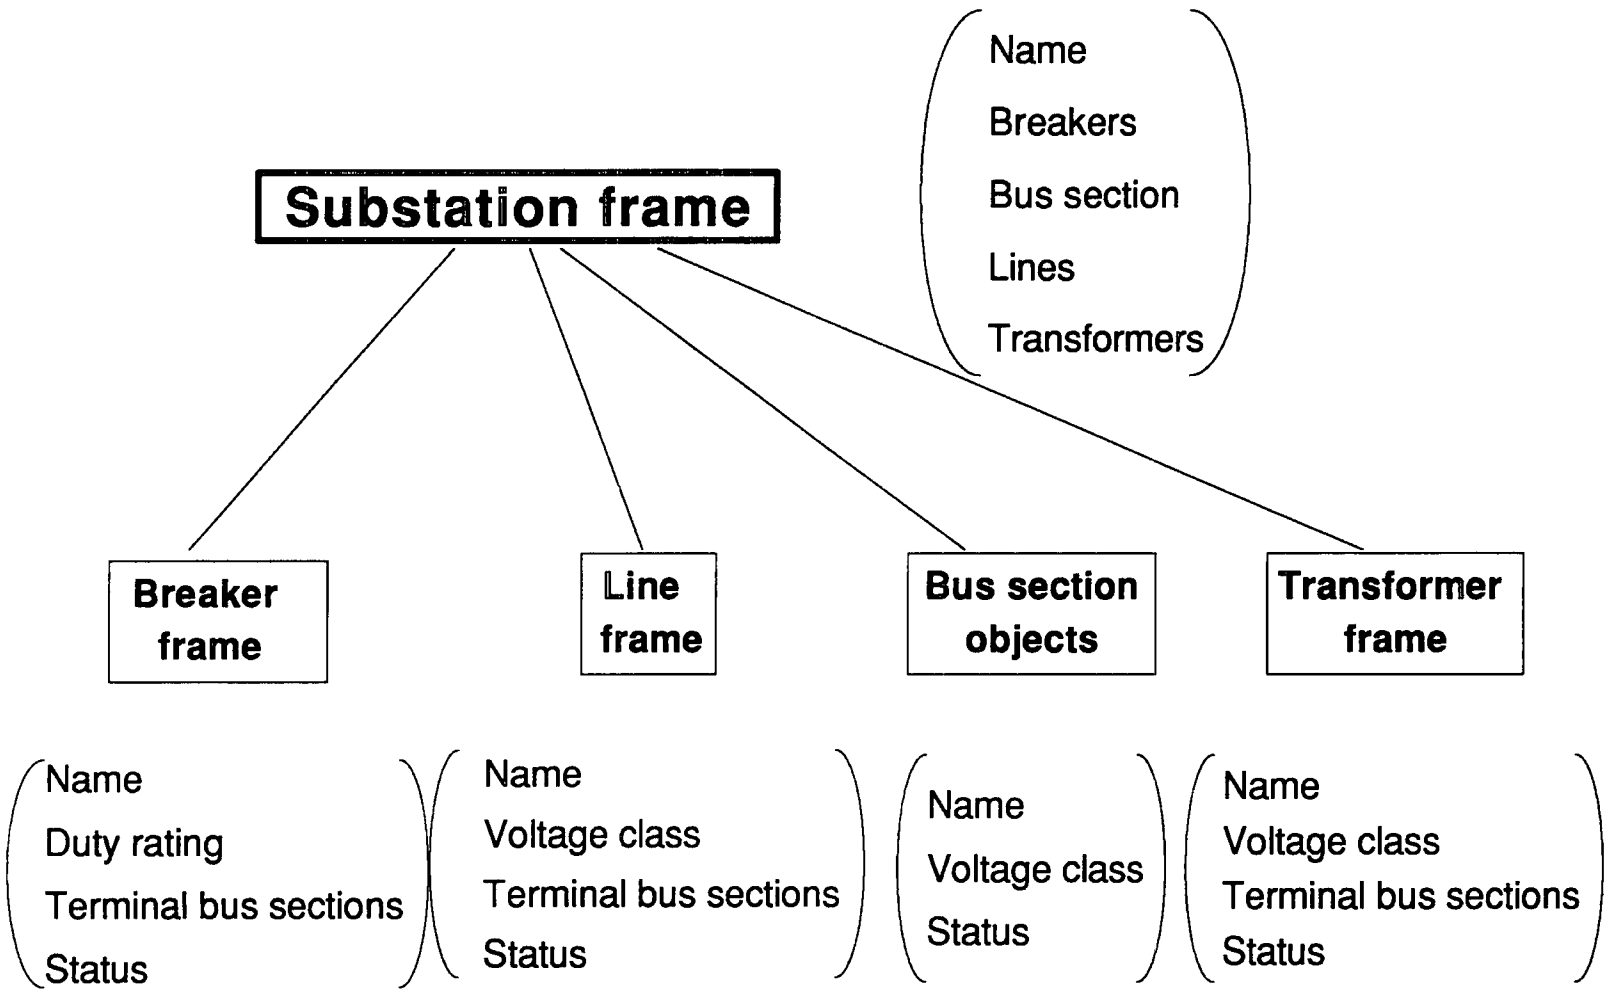 Name
Breakers
Bus section
Lines
Transformers
Substation frame
Breaker
frame
Line
frame
Bus section
objects
Transformer
frame
Name
Duty rating
Terminal bus sections
Status
Name
Voltage class
Terminal bus sections
Status
Name
Voltage class
Status
Name
Voltage class
Terminal bus sections
Status